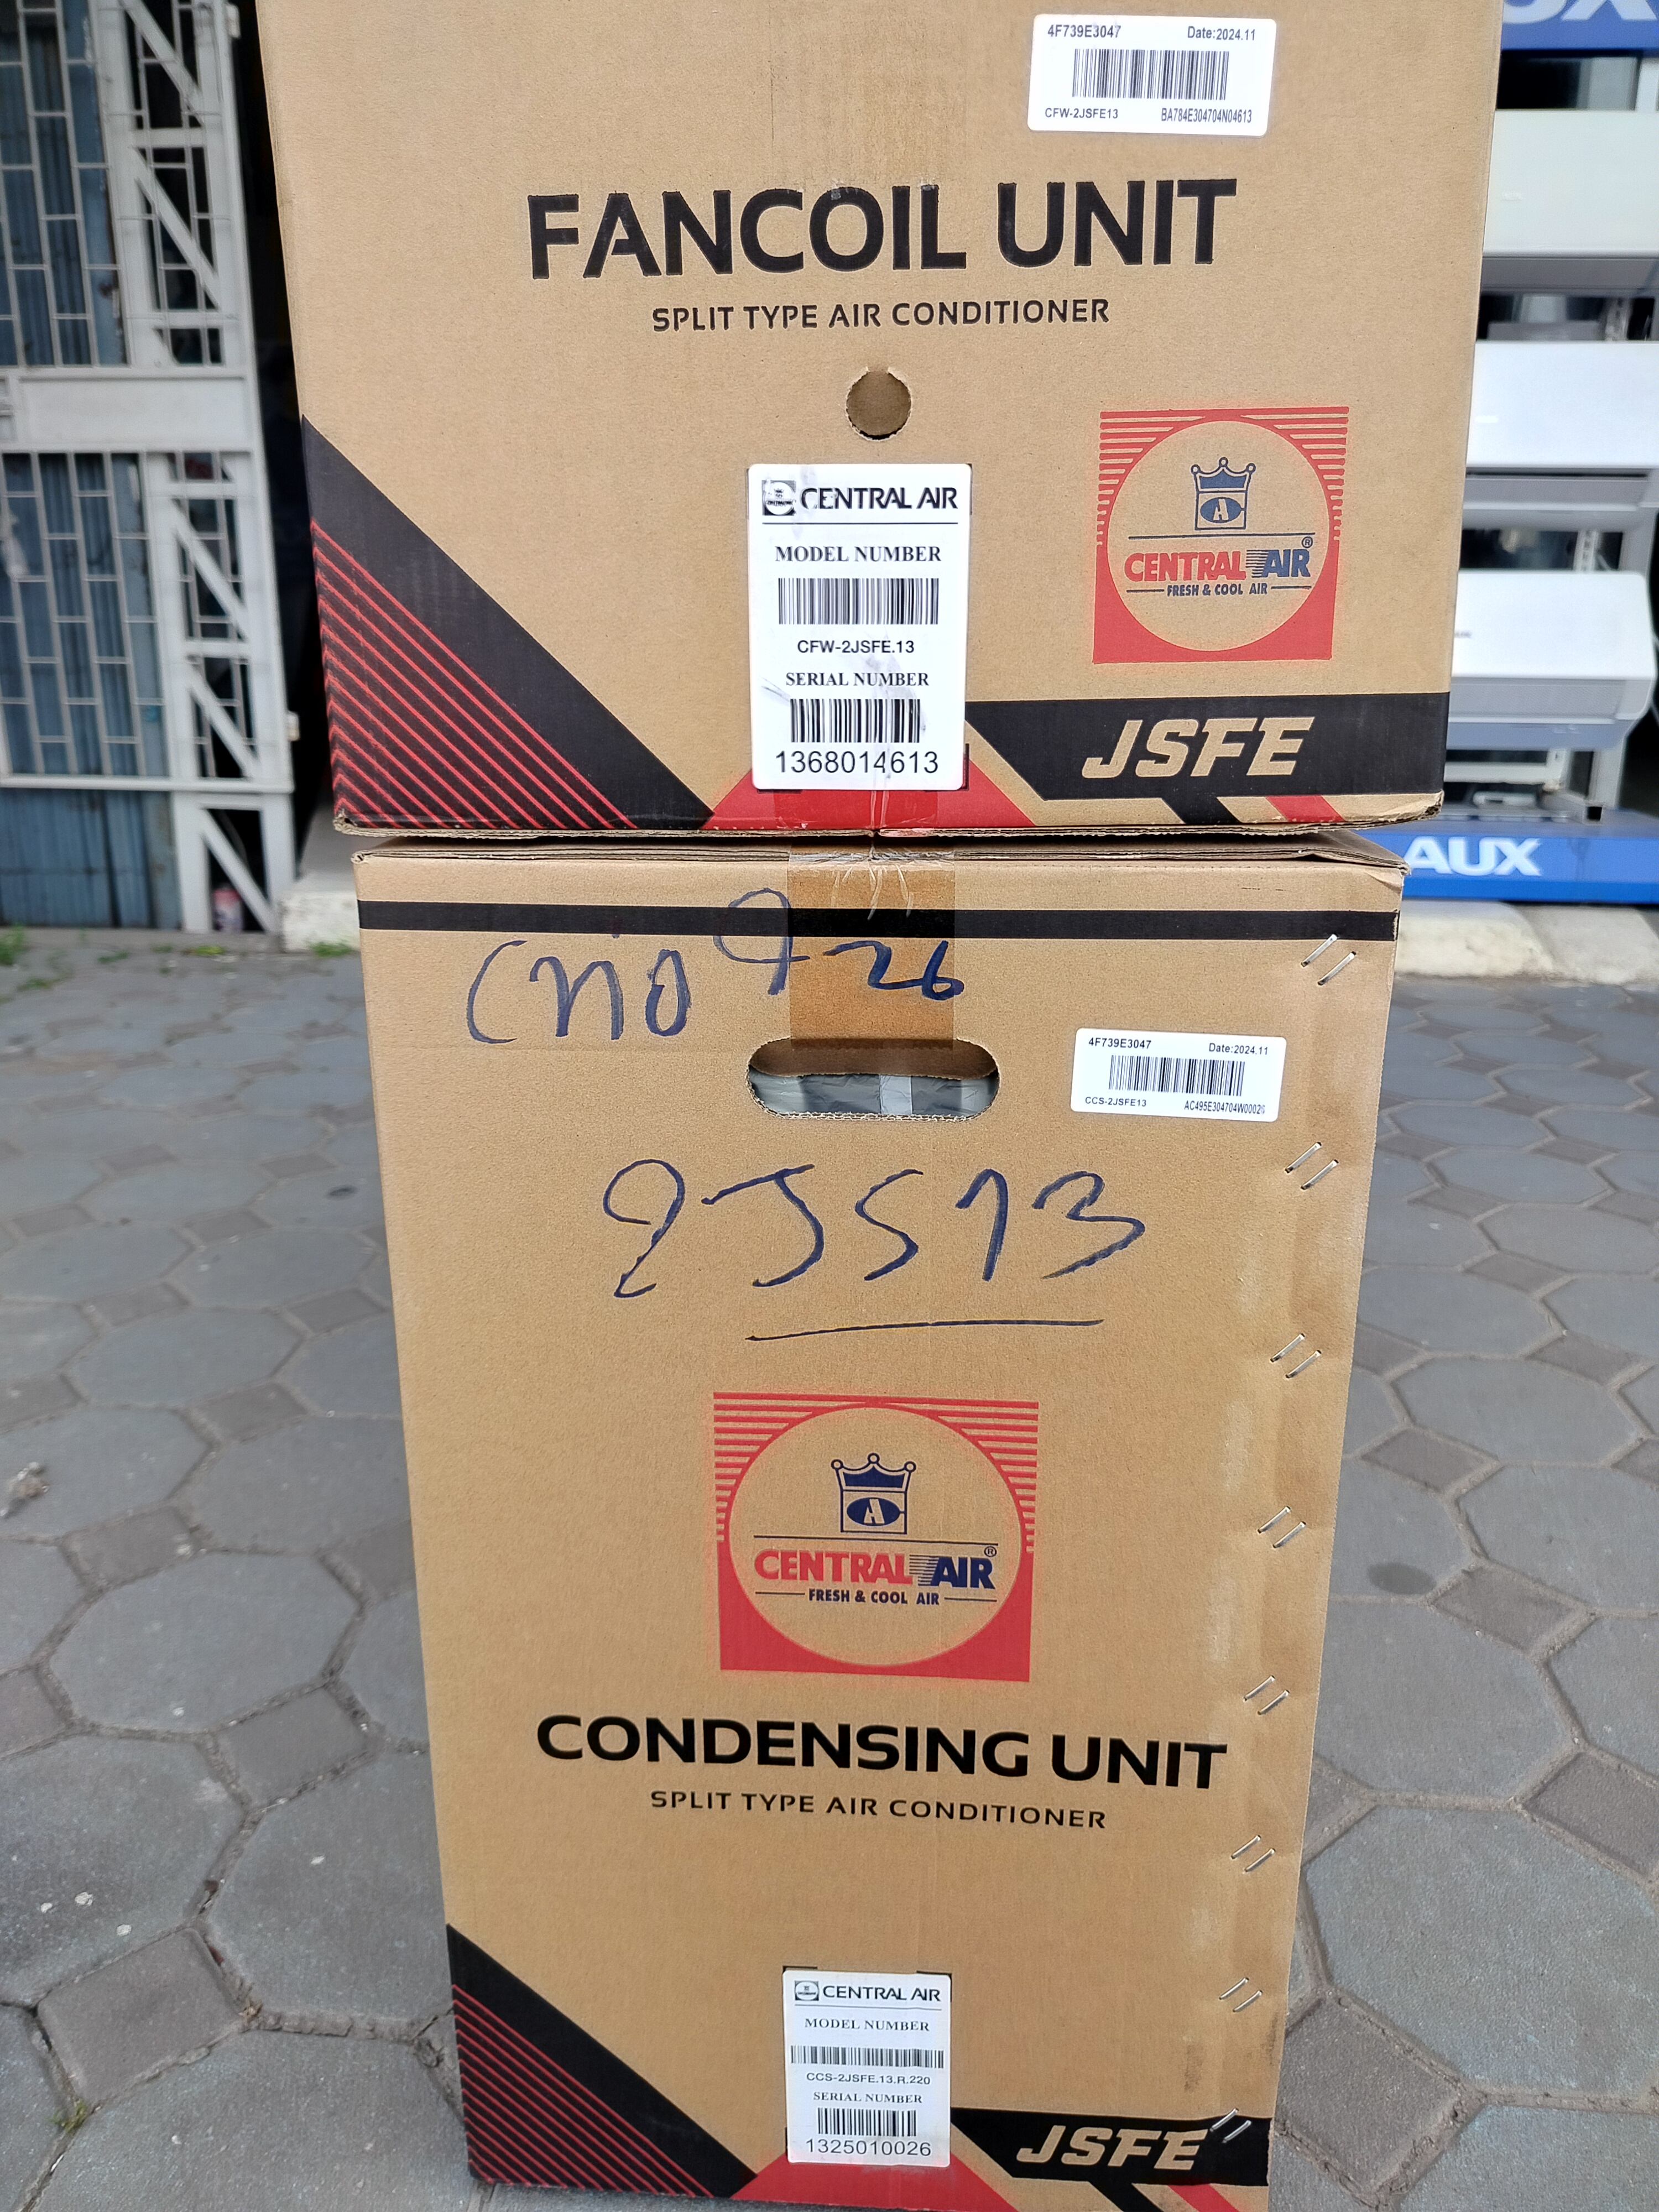 4F739E3047 Date:2024.11
CFW-2JSFE13 BA784E304704N04613
FANCOIL UNIT
SPLIT TYPE AIR CONDITIONER
CENTRAL AIR
MODEL NUMBER
CFW-2JSFE.13
SERIAL NUMBER
1368014613
A
CENTRAL AIR®
FRESH & COOL AIR
JSFE
AUX
26
4F739E3047 Date:2024.11
CCS-2JSFE13
2JS13
A
CENTRAL AIR®
FRESH & COOL AIR
CONDENSING UNIT
SPLIT TYPE AIR CONDITIONER
CENTRAL AIR
MODEL NUMBER
CCS-2JSFE.13.R.220
SERIAL NUMBER
1325010026
JSFE